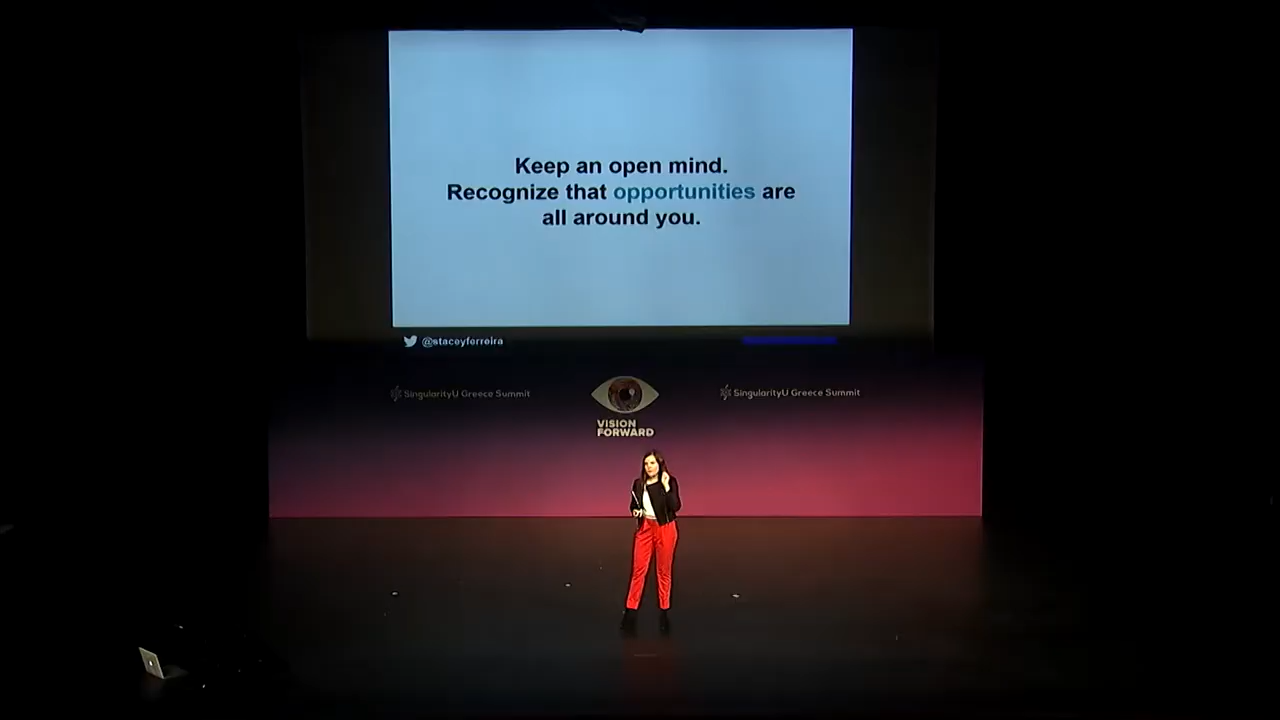 Keep an open mind.
Recognize that opportunities are
all around you.
@staceyferreira
SingularityU Greece Summit
VISION
FORWARD
SingularityU Greece Summit